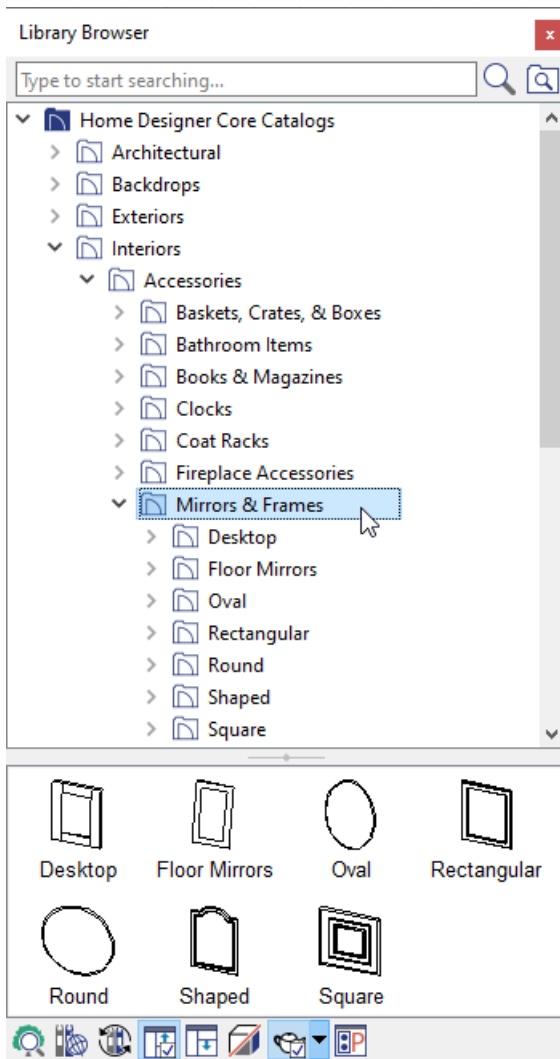 Library Browser
x
Type to start searching...
Home Designer Core Catalogs
Architectural
Backdrops
Exteriors
Interiors
Accessories
Baskets, Crates, & Boxes
Bathroom Items
Books & Magazines
Clocks
Coat Racks
Fireplace Accessories
Mirrors & Frames
Desktop
Floor Mirrors
Oval
Rectangular
Round
Shaped
Square
Desktop Floor Mirrors Oval Rectangular
Round Shaped Square
P